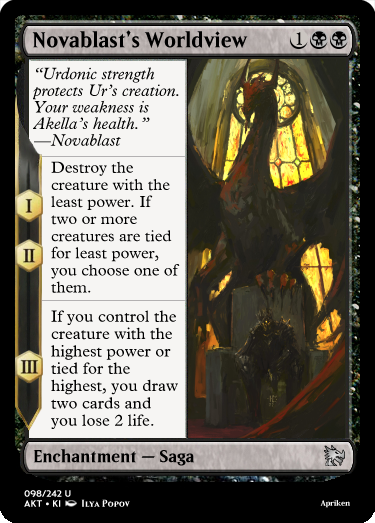 Novablast's Worldview 1
“Urdonic strength
protects Ur's creation.
Your weakness is
Akella's health.”
—Novablast
I
II
Destroy the
creature with the
least power. If
two or more
creatures are tied
for least power,
you choose one of
them.
III
If you control the
creature with the
highest power or
tied for the
highest, you draw
two cards and
you lose 2 life.
Enchantment — Saga
098/242 U
AKT • KI Ilya Popov
Apriken